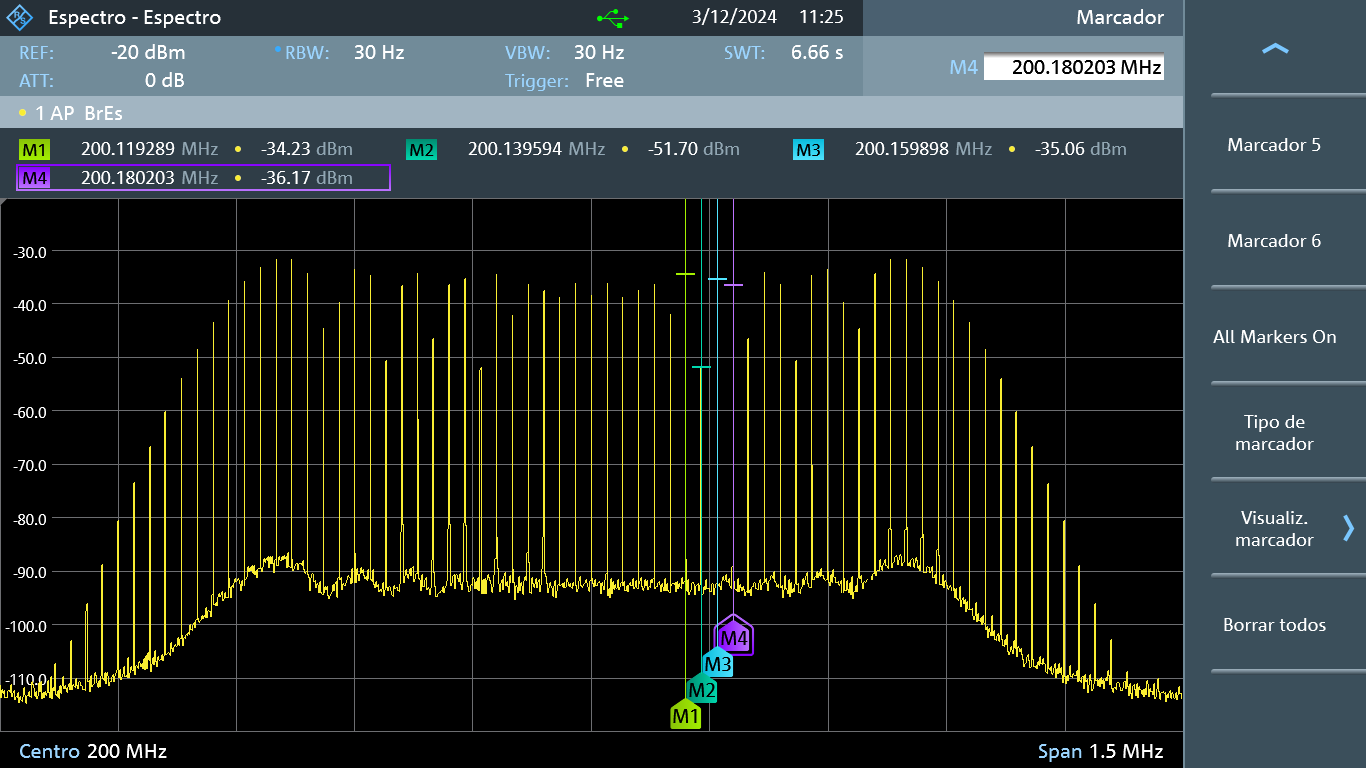 Espectro - Espectro 3/12/2024 11:25 Marcador
REF: -20 dBm RBW: 30 Hz VBW: 30 Hz SWT: 6.66 s
M4 200.180203 MHz
ATT: 0 dB Trigger: Free
1 AP BrEs
M1 200.119289 MHz -34.23 dBm M2 200.139594 MHz -51.70 dBm M3 200.159898 MHz -35.06 dBm
M4 200.180203 MHz -36.17 dBm
-30.0
-40.0
-50.0
-60.0
-70.0
-80.0
-90.0
-100.0
-110.0
M4
M3
M2
M1
Centro 200 MHz Span 1.5 MHz
Marcador 5
Marcador 6
All Markers On
Tipo de
marcador
Visualiz.
marcador
Borrar todos